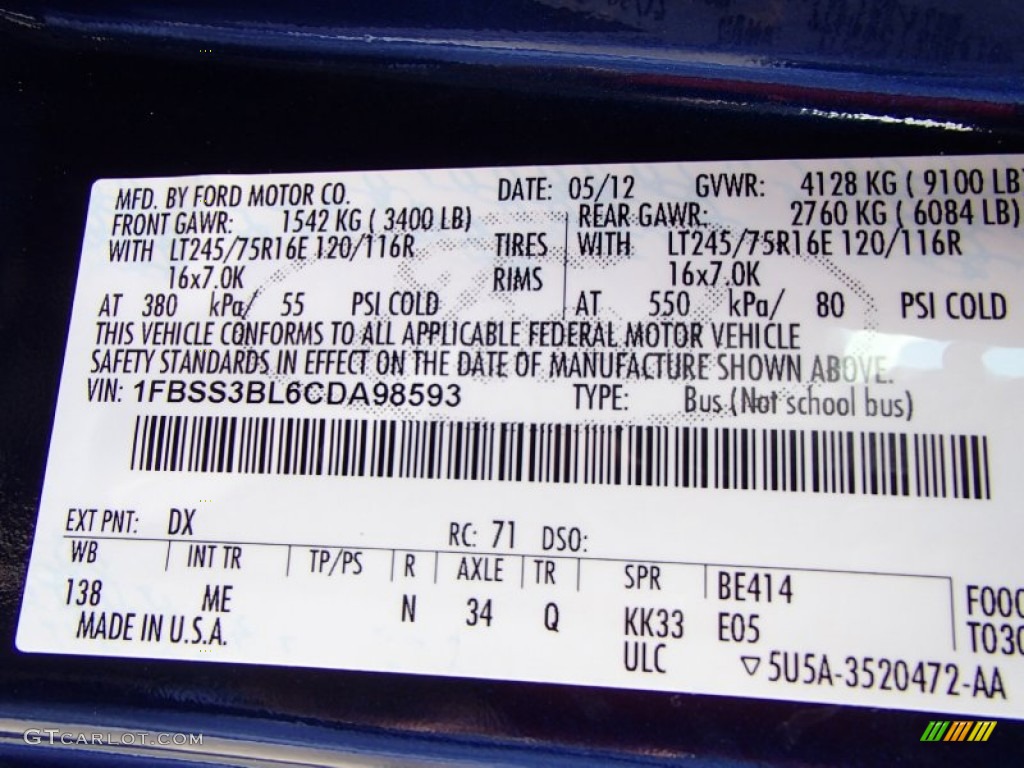 MFD. BY FORD MOTOR CO. DATE: 05/12 GVWR: 4128 KG ( 9100 LB)
FRONT GAWR: 1542 KG ( 3400 LB) REAR GAWR: 2760 KG ( 6084 LB)
WITH LT245/75R16E 120/116R TIRES WITH LT245/75R16E 120/116R
16x7.0K RIMS 16x7.0K
AT 380 kPa/ 55 PSI COLD AT 550 kPa/ 80 PSI COLD
THIS VEHICLE CONFORMS TO ALL APPLICABLE FEDERAL MOTOR VEHICLE
SAFETY STANDARDS IN EFFECT ON THE DATE OF MANUFACTURE SHOWN ABOVE.
VIN: 1FBSS3BL6CDA98593 TYPE: Bus (Not school bus)
EXT PNT: DX RC: 71 DSO:
WB INT TR TP/PS R AXLE TR SPR BE414 F000
138 ME N 34 Q KK33 E05 T030
MADE IN U.S.A. ULC ▽5U5A-3520472-AA
GTCARLOT.COM